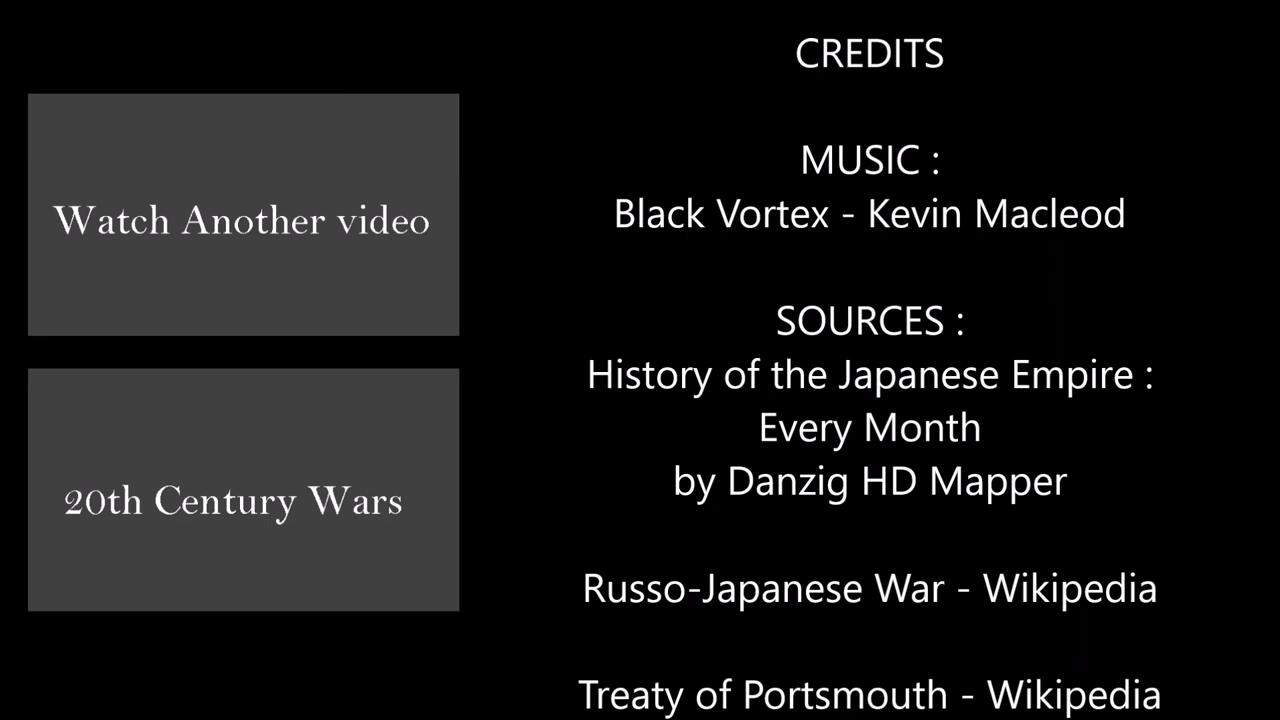 Watch Another video
20th Century Wars
CREDITS
MUSIC :
Black Vortex - Kevin Macleod
SOURCES :
History of the Japanese Empire :
Every Month
by Danzig HD Mapper
Russo-Japanese War - Wikipedia
Treaty of Portsmouth - Wikipedia